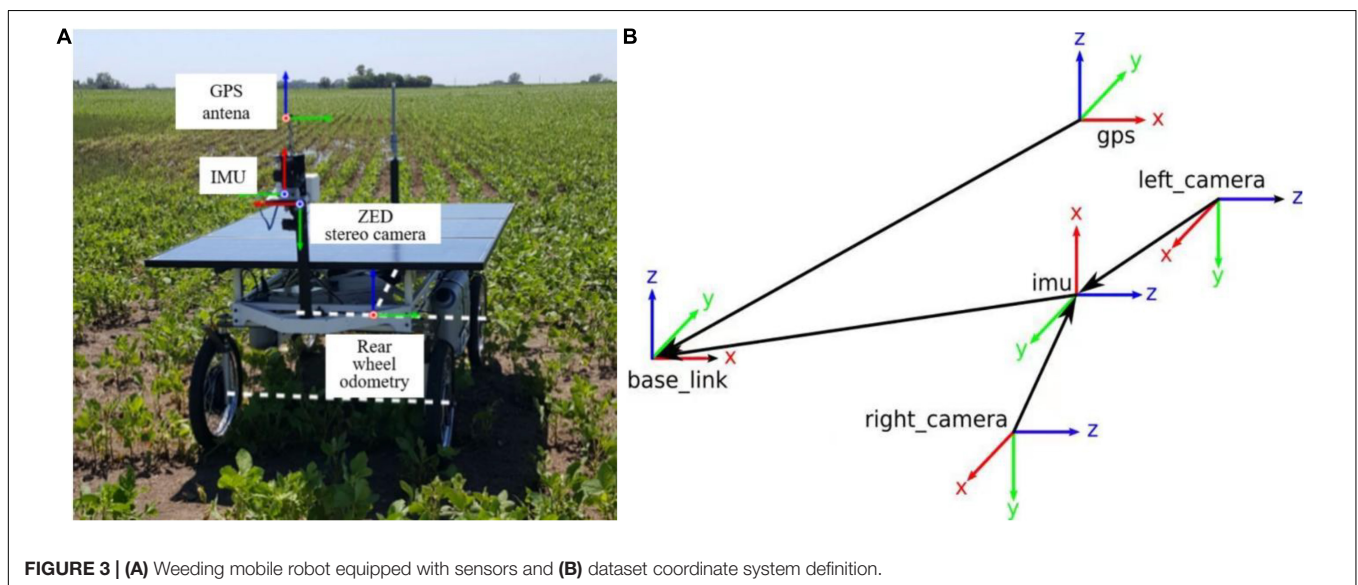 A
GPS
antena
IMU
ZED
stereo camera
Rear
wheel
odometry
B
z
y
x
gps
left_camera
z
x
y
x
imu
z
y
z
y
x
base_link
right_camera
z
x
y
FIGURE 3 | (A) Weeding mobile robot equipped with sensors and (B) dataset coordinate system definition.